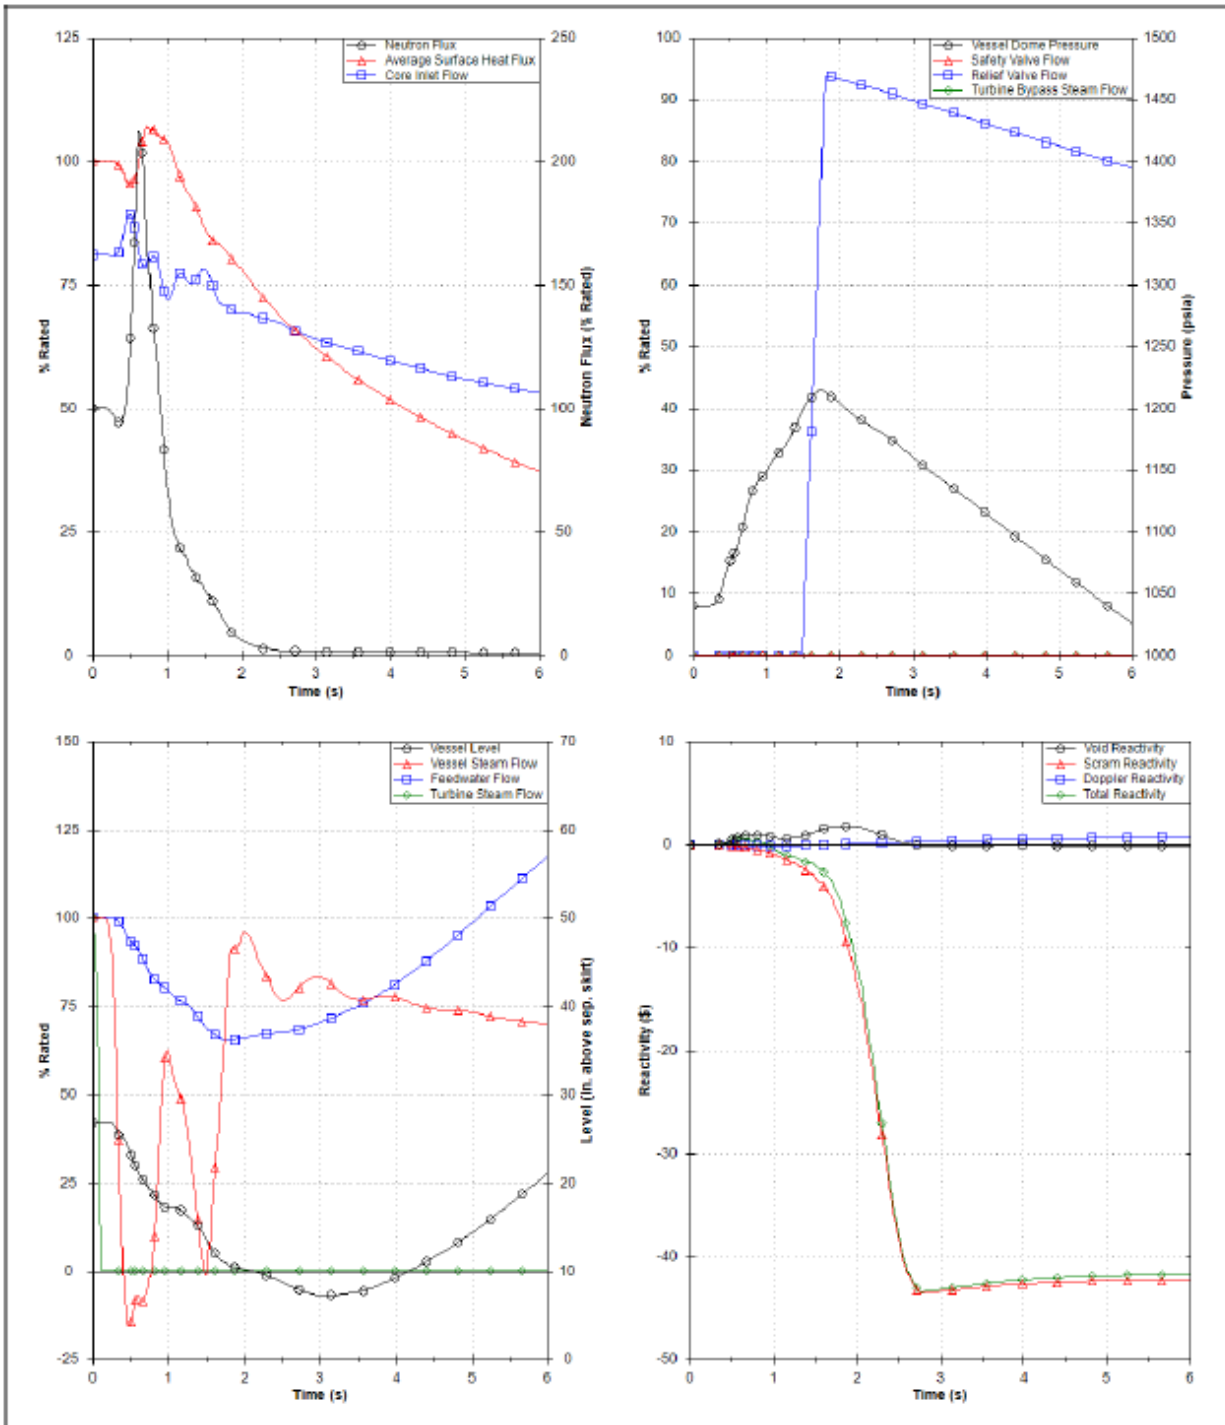 Neutron Flux
Average Surface Heat Flux
Core Inlet Flow
125
100
75
50
25
0
% Rated
250
200
150
100
50
0
Neutron Flux (% Rated)
0 1 2 3 4 5 6
Time (s)
Vessel Dome Pressure
Safety Valve Flow
Relief Valve Flow
Turbine Bypass Steam Flow
100
90
80
70
60
50
40
30
20
10
0
% Rated
1500
1450
1400
1350
1300
1250
1200
1150
1100
1050
1000
Pressure (psia)
0 1 2 3 4 5 6
Time (s)
Vessel Level
Vessel Steam Flow
Feedwater Flow
Turbine Steam Flow
150
125
100
75
50
25
0
-25
% Rated
70
60
50
40
30
20
10
0
Level (in. above sep. skirt)
0 1 2 3 4 5 6
Time (s)
Void Reactivity
Scram Reactivity
Doppler Reactivity
Total Reactivity
10
0
-10
-20
-30
-40
-50
Reactivity ($)
0 1 2 3 4 5 6
Time (s)